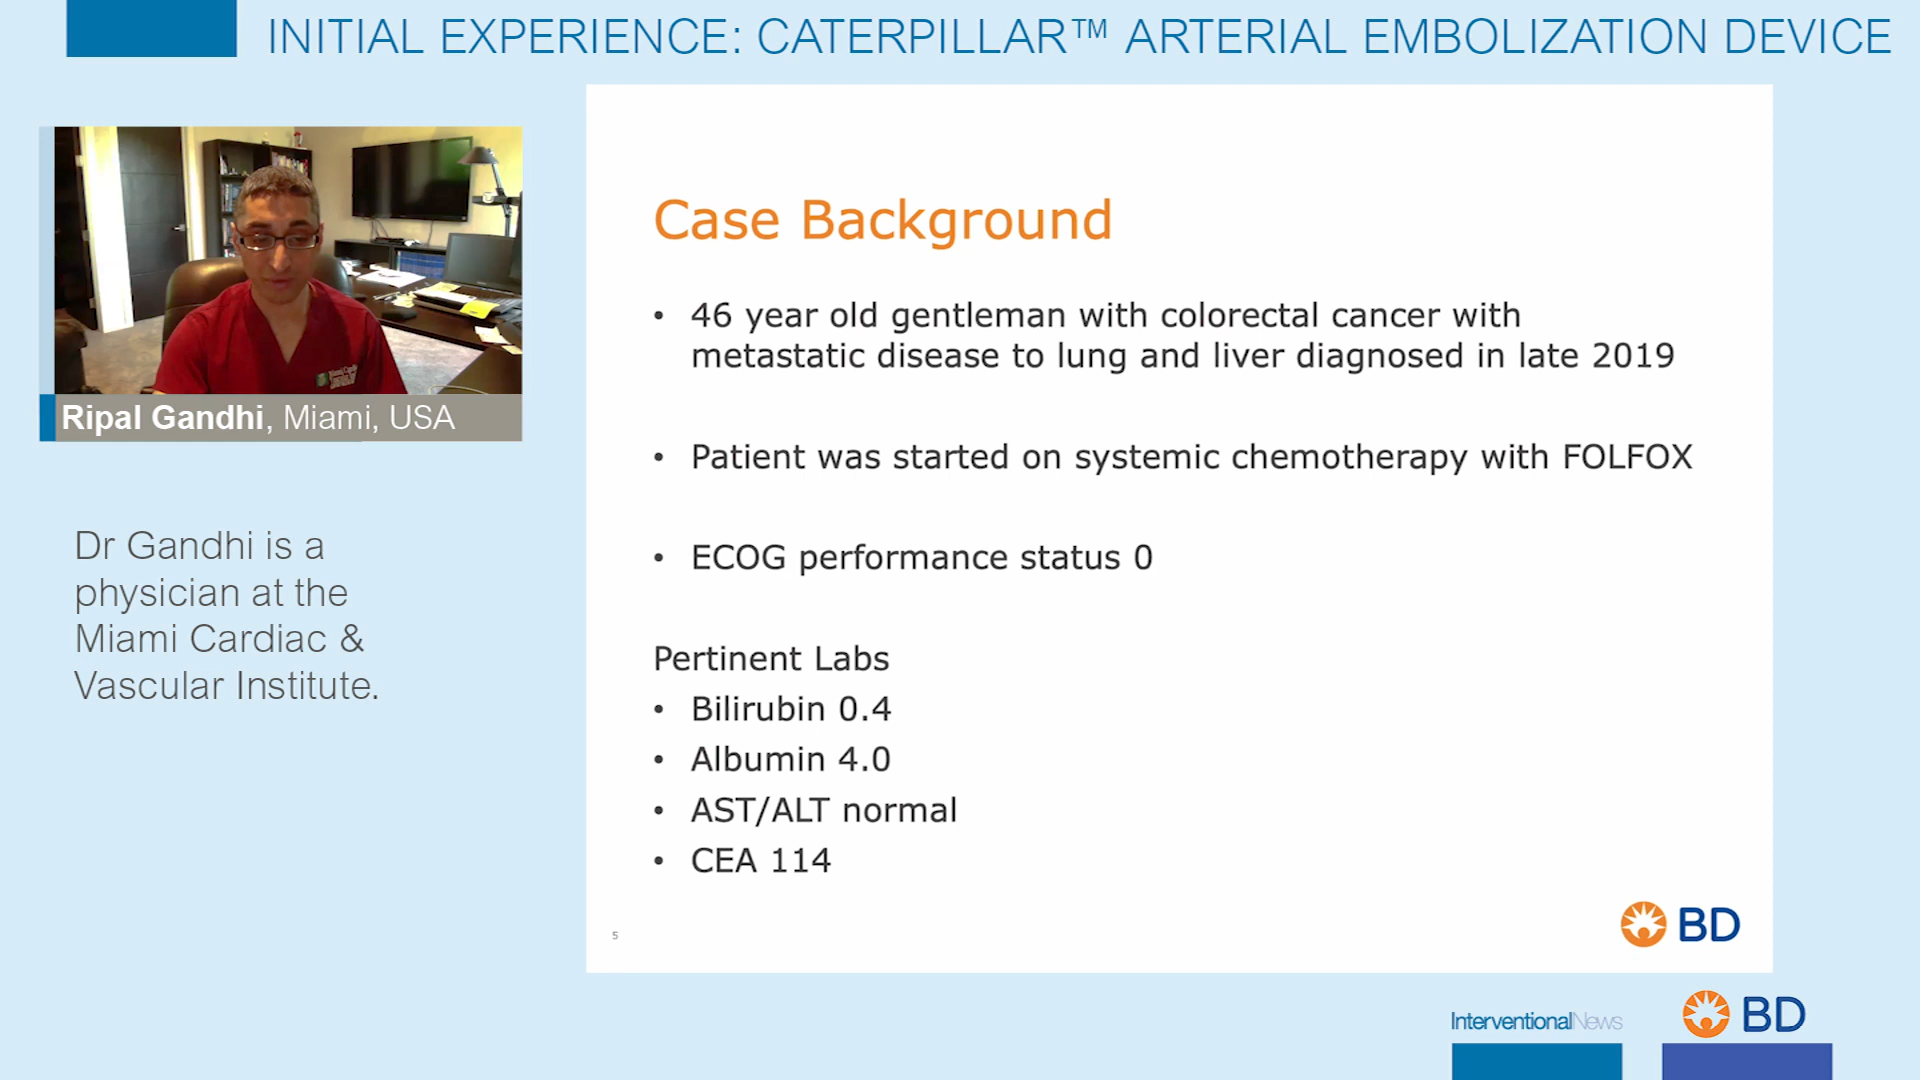 INITIAL EXPERIENCE: CATERPILLAR™ ARTERIAL EMBOLIZATION DEVICE
Ripal Gandhi, Miami, USA
Dr Gandhi is a
physician at the
Miami Cardiac &
Vascular Institute.
Case Background
• 46 year old gentleman with colorectal cancer with
metastatic disease to lung and liver diagnosed in late 2019
• Patient was started on systemic chemotherapy with FOLFOX
• ECOG performance status 0
Pertinent Labs
• Bilirubin 0.4
• Albumin 4.0
• AST/ALT normal
• CEA 114
5
BD
InterventionalNews
BD